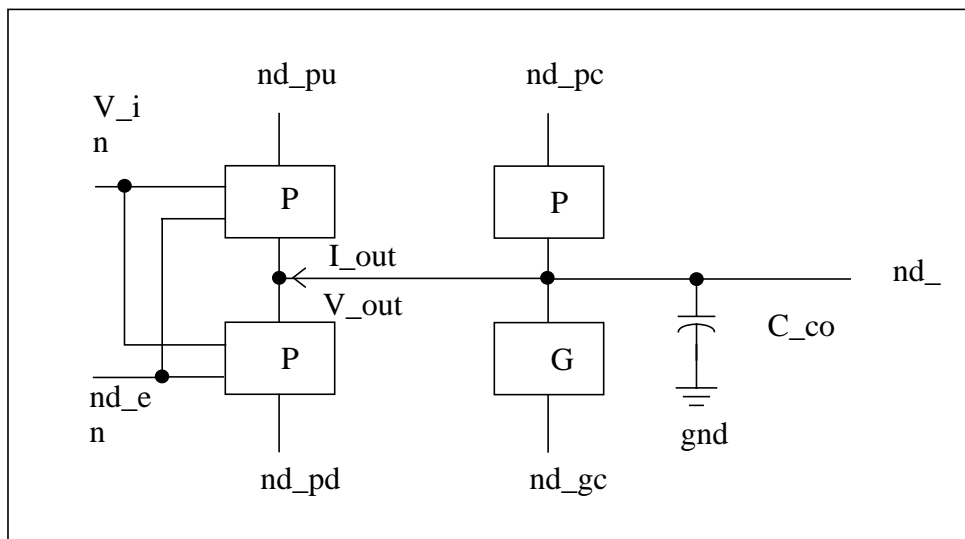 nd_pu
nd_pc
V_i
n
P
P
I_out
nd_
V_out
C_co
P
G
nd_e
n
gnd
nd_pd
nd_gc